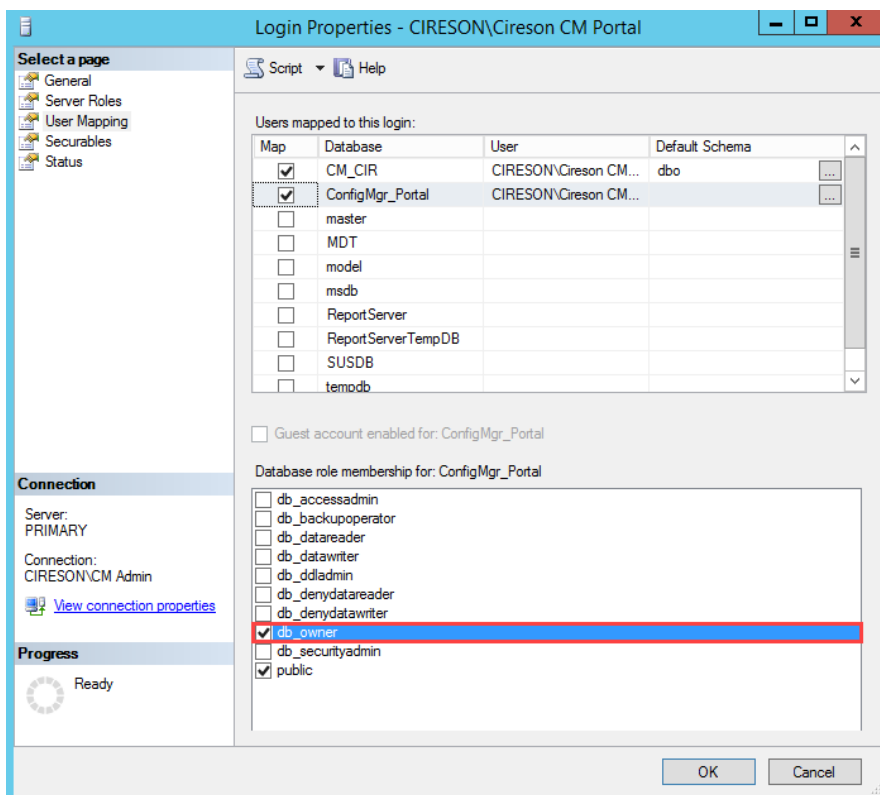 Login Properties - CIRESON\Cireson CM Portal
Select a page
General
Server Roles
User Mapping
Securables
Status
Script
Help
Users mapped to this login:
Map Database User Default Schema
CM_CIR CIRESON\Cireson CM... dbo ...
ConfigMgr_Portal CIRESON\Cireson CM... ...
master
MDT
model
msdb
ReportServer
ReportServerTempDB
SUSDB
tempdb
Guest account enabled for: ConfigMgr_Portal
Database role membership for: ConfigMgr_Portal
db_accessadmin
db_backupoperator
db_datareader
db_datawriter
db_ddladmin
db_denydatareader
db_denydatawriter
db_owner
db_securityadmin
public
Connection
Server:
PRIMARY
Connection:
CIRESON\CM Admin
View connection properties
Progress
Ready
OK Cancel